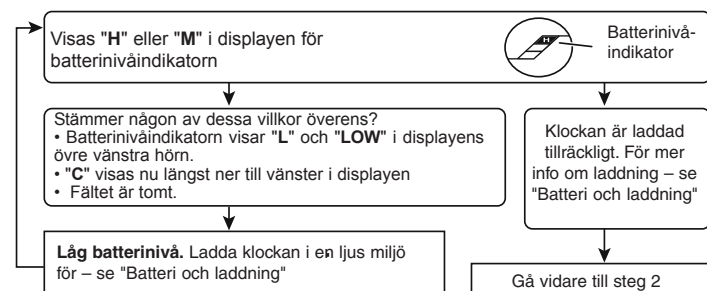 Visas "H" eller "M" i displayen för
batterinivåindikatorn
H
Batterinivå-
indikator
Stämmer någon av dessa villkor överens?
• Batterinivåindikatorn visar "L" och "LOW" i displayens
övre vänstra hörn.
• "C" visas nu längst ner till vänster i displayen
• Fältet är tomt.
Klockan är laddad
tillräckligt. För mer
info om laddning – se
"Batteri och laddning"
Låg batterinivå. Ladda klockan i en ljus miljö
för – se "Batteri och laddning"
Gå vidare till steg 2